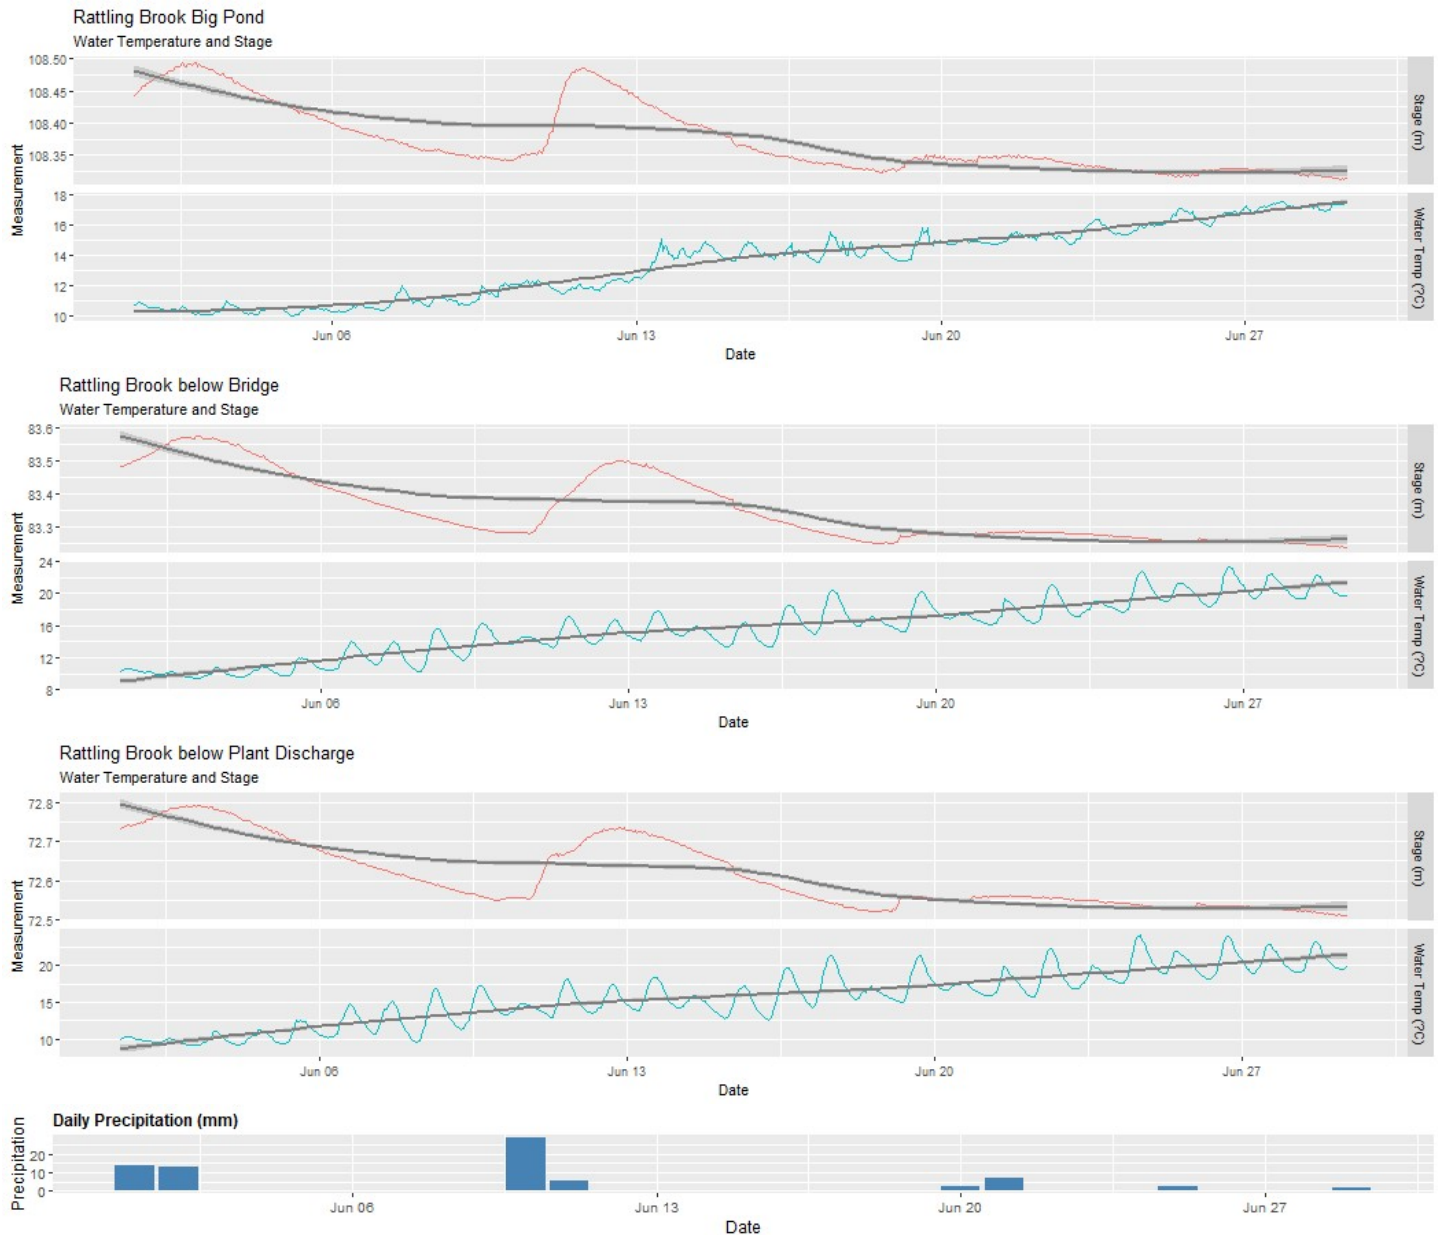 Rattling Brook Big Pond
Water Temperature and Stage
108.50
108.45
108.40
108.35
Stage (m)
Measurement
18
16
14
12
10
Water Temp (?C)
Jun 06 Jun 13 Jun 20 Jun 27
Date
Rattling Brook below Bridge
Water Temperature and Stage
83.6
83.5
83.4
83.3
Stage (m)
Measurement
24
20
16
12
8
Water Temp (?C)
Jun 06 Jun 13 Jun 20 Jun 27
Date
Rattling Brook below Plant Discharge
Water Temperature and Stage
72.8
72.7
72.6
72.5
Stage (m)
Measurement
20
15
10
Water Temp (?C)
Jun 06 Jun 13 Jun 20 Jun 27
Date
Daily Precipitation (mm)
Precipitation
20
10
0
Jun 06 Jun 13 Jun 20 Jun 27
Date